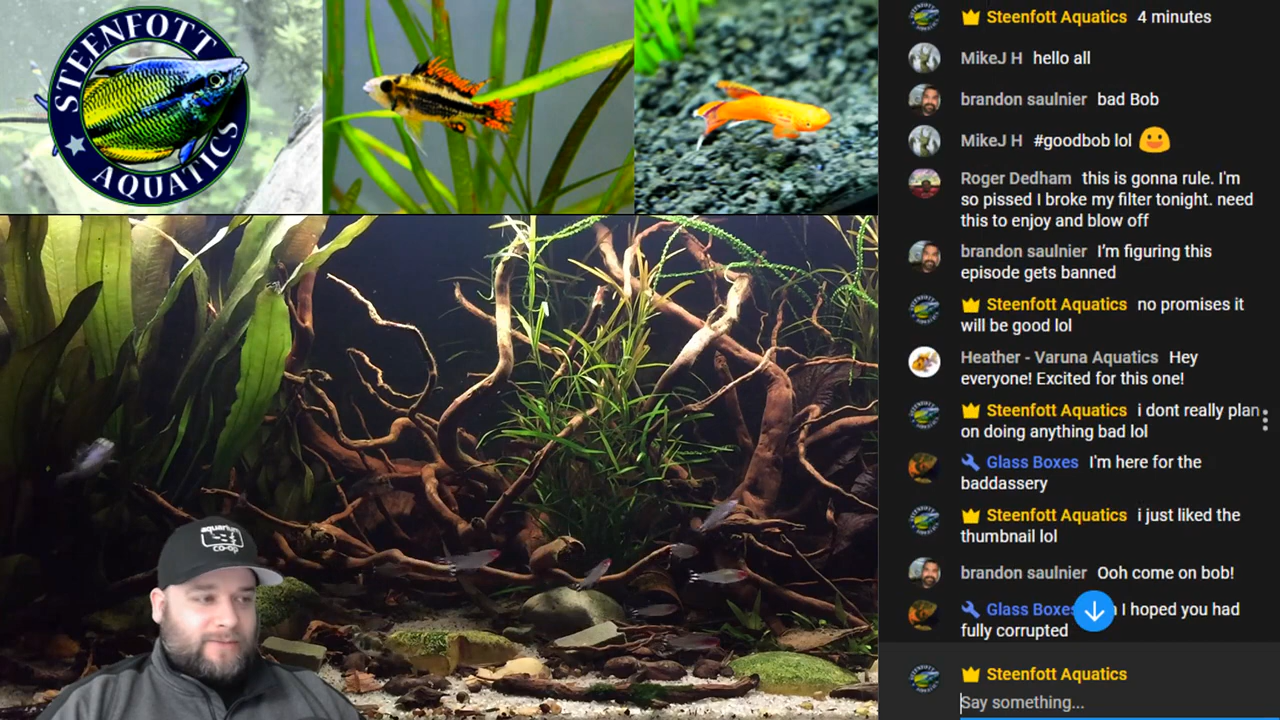 STEENFOTT
AQUATICS
aquarium
co-op
Steenfott Aquatics 4 minutes
MikeJ H hello all
brandon saulnier bad Bob
MikeJ H #goodbob lol
Roger Dedham this is gonna rule. I'm
so pissed I broke my filter tonight. need
this to enjoy and blow off
brandon saulnier I'm figuring this
episode gets banned
Steenfott Aquatics no promises it
will be good lol
Heather - Varuna Aquatics Hey
everyone! Excited for this one!
Steenfott Aquatics i dont really plan
on doing anything bad lol
Glass Boxes I'm here for the
baddassery
Steenfott Aquatics i just liked the
thumbnail lol
brandon saulnier Ooh come on bob!
Glass Boxes I hoped you had
fully corrupted
Steenfott Aquatics
Say something...